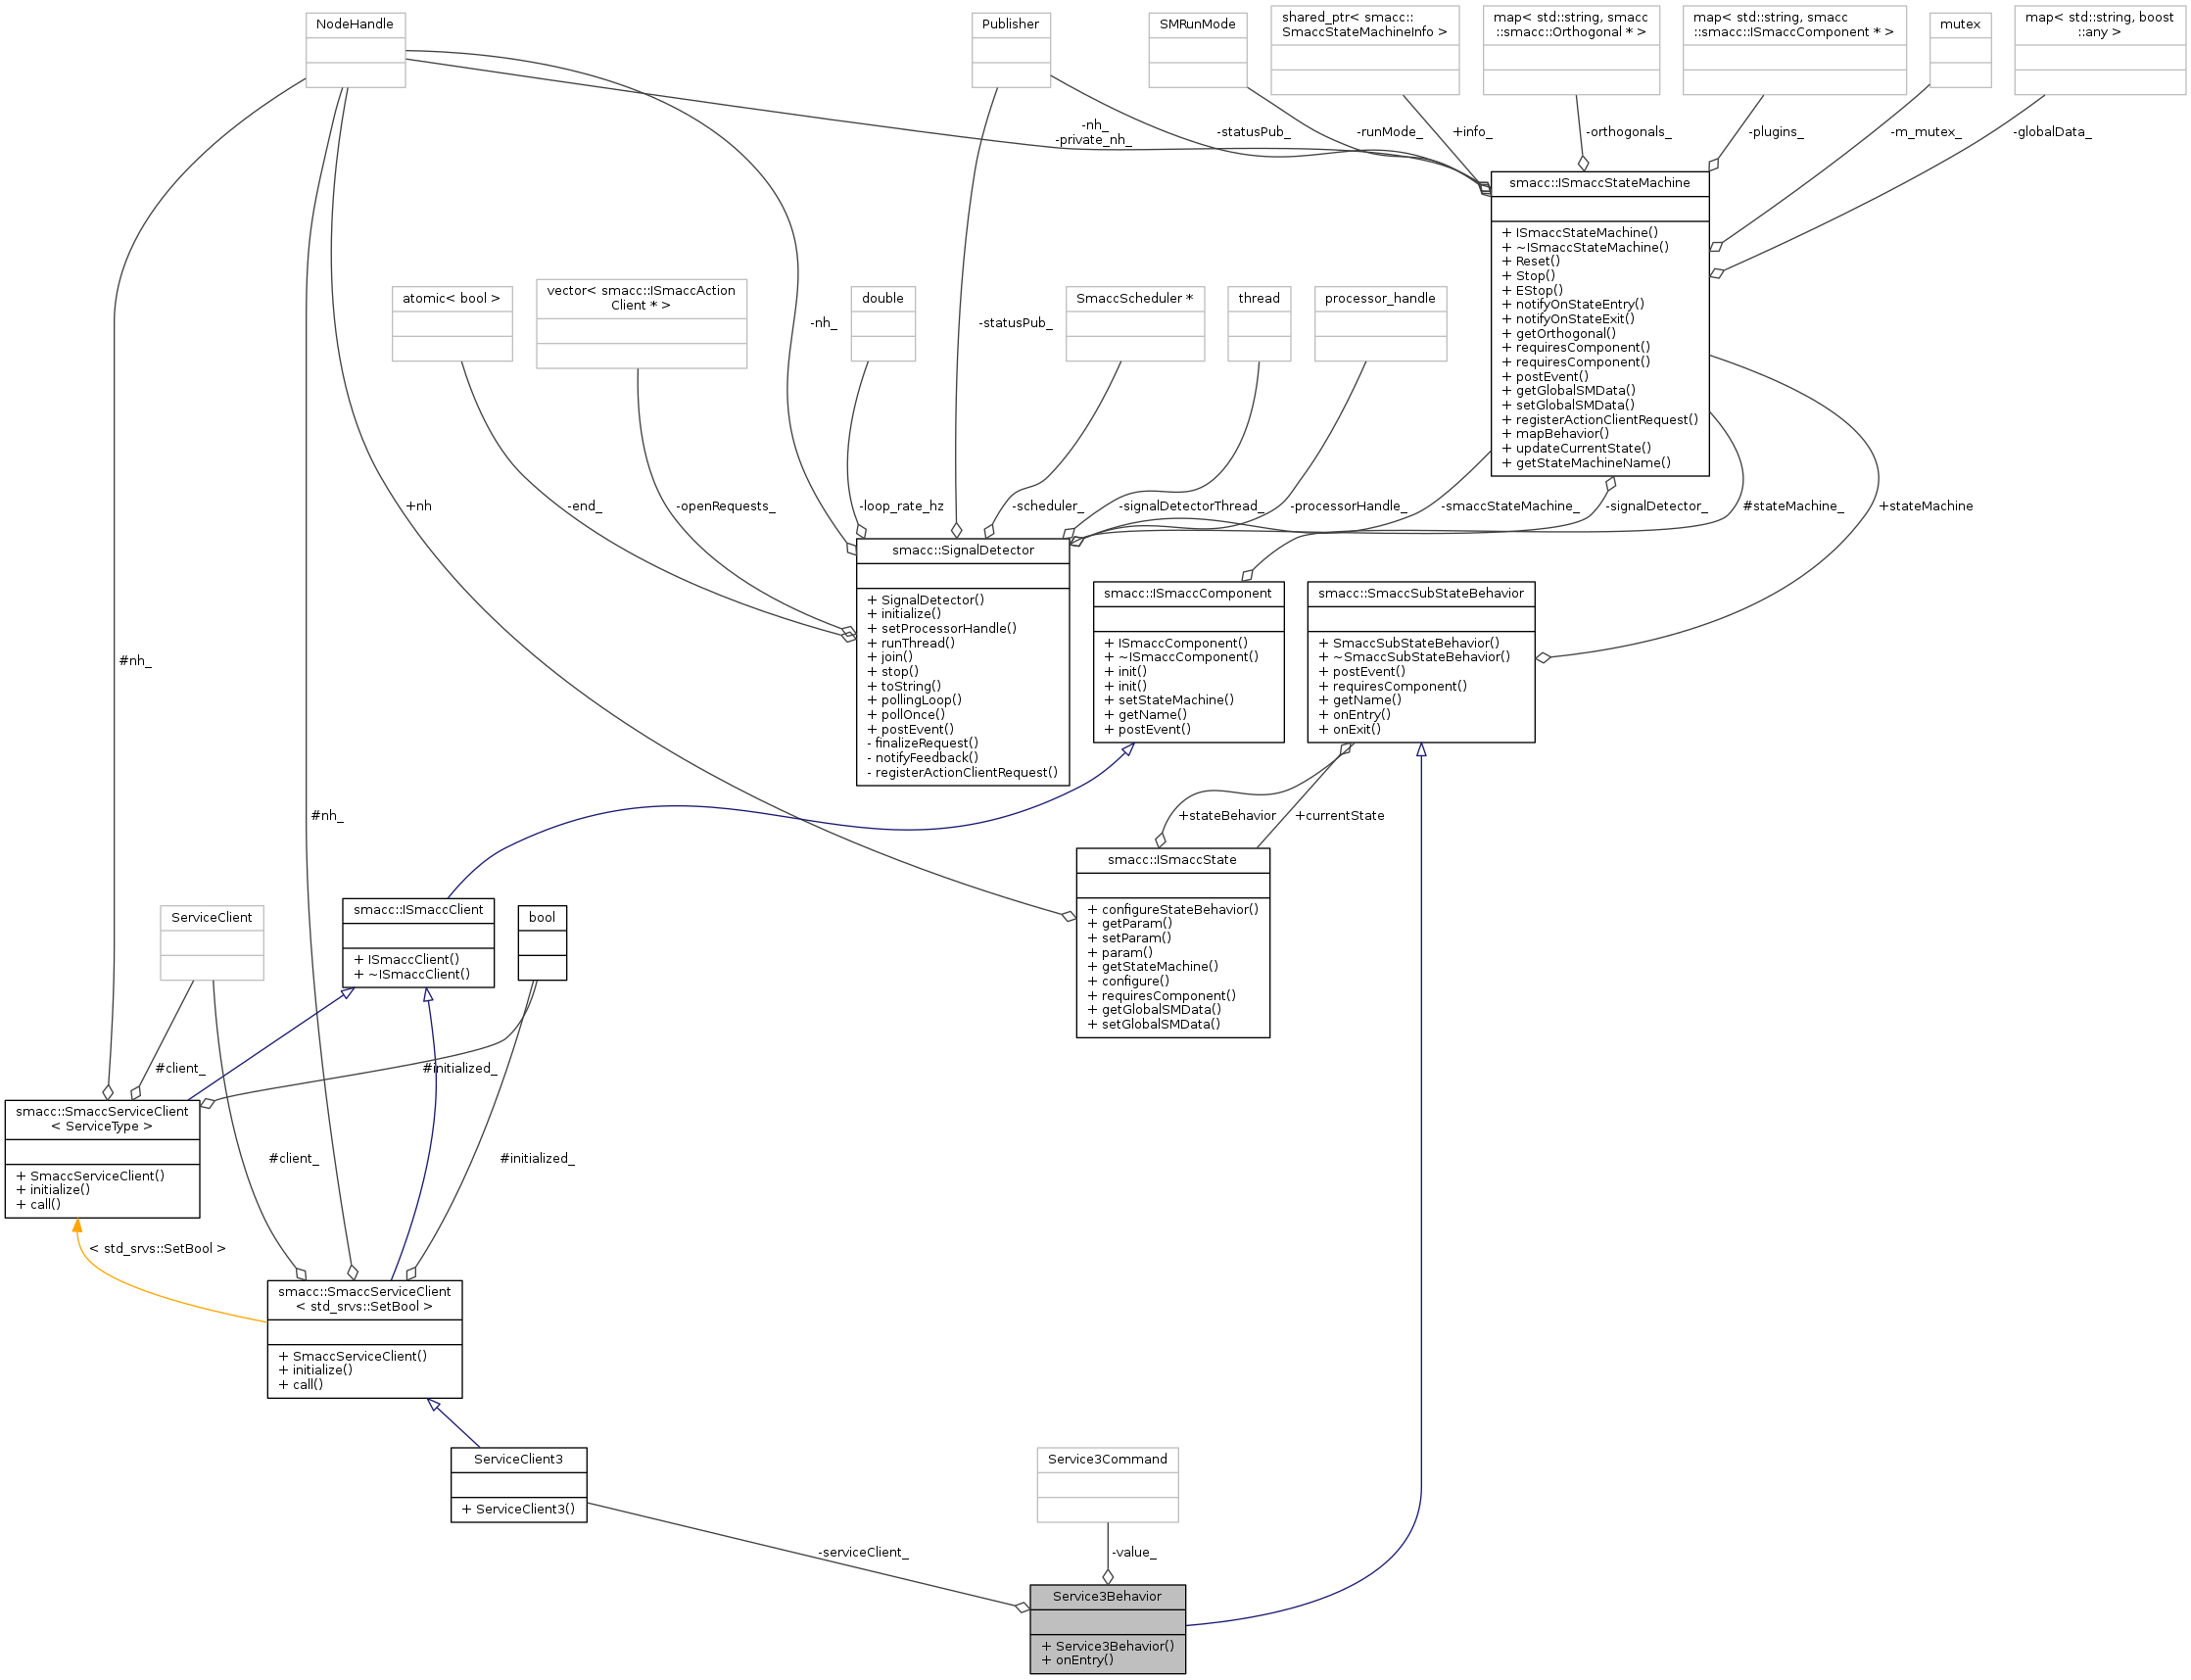 NodeHandle
Publisher
SMRunMode
shared_ptr< smacc::
SmaccStateMachineInfo >
map< std::string, smacc
::smacc::Orthogonal * >
map< std::string, smacc
::smacc::ISmaccComponent * >
mutex
map< std::string, boost
::any >
-nh_
-private_nh_
-statusPub_
-runMode_
+info_
-orthogonals_
-plugins_
-m_mutex_
-globalData_
smacc::ISmaccStateMachine
+ ISmaccStateMachine()
+ ~ISmaccStateMachine()
+ Reset()
+ Stop()
+ EStop()
+ notifyOnStateEntry()
+ notifyOnStateExit()
+ getOrthogonal()
+ requiresComponent()
+ requiresComponent()
+ postEvent()
+ getGlobalSMData()
+ setGlobalSMData()
+ registerActionClientRequest()
+ mapBehavior()
+ updateCurrentState()
+ getStateMachineName()
atomic< bool >
vector< smacc::ISmaccAction
Client * >
-nh_
double
-statusPub_
SmaccScheduler *
thread
processor_handle
+nh
-end_
-openRequests_
-loop_rate_hz
-scheduler_
-signalDetectorThread_
-processorHandle_
-smaccStateMachine_
-signalDetector_
#stateMachine_
+stateMachine
smacc::SignalDetector
+ SignalDetector()
+ initialize()
+ setProcessorHandle()
+ runThread()
+ join()
+ stop()
+ toString()
+ pollingLoop()
+ pollOnce()
+ postEvent()
- finalizeRequest()
- notifyFeedback()
- registerActionClientRequest()
smacc::ISmaccComponent
+ ISmaccComponent()
+ ~ISmaccComponent()
+ init()
+ init()
+ setStateMachine()
+ getName()
+ postEvent()
smacc::SmaccSubStateBehavior
+ SmaccSubStateBehavior()
+ ~SmaccSubStateBehavior()
+ postEvent()
+ requiresComponent()
+ getName()
+ onEntry()
+ onExit()
#nh_
#nh_
+stateBehavior
+currentState
smacc::ISmaccState
+ configureStateBehavior()
+ getParam()
+ setParam()
+ param()
+ getStateMachine()
+ configure()
+ requiresComponent()
+ getGlobalSMData()
+ setGlobalSMData()
ServiceClient
smacc::ISmaccClient
+ ISmaccClient()
+ ~ISmaccClient()
bool
#client_
#initialized_
smacc::SmaccServiceClient
< ServiceType >
+ SmaccServiceClient()
+ initialize()
+ call()
#client_
#initialized_
< std_srvs::SetBool >
smacc::SmaccServiceClient
< std_srvs::SetBool >
+ SmaccServiceClient()
+ initialize()
+ call()
ServiceClient3
+ ServiceClient3()
Service3Command
-serviceClient_
-value_
Service3Behavior
+ Service3Behavior()
+ onEntry()